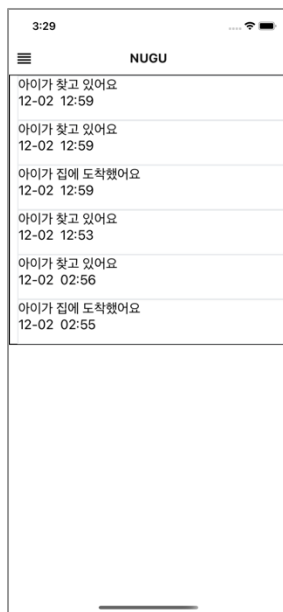 3:29
NUGU
아이가 찾고 있어요
12-02 12:59
아이가 찾고 있어요
12-02 12:59
아이가 집에 도착했어요
12-02 12:59
아이가 찾고 있어요
12-02 12:53
아이가 찾고 있어요
12-02 02:56
아이가 집에 도착했어요
12-02 02:55